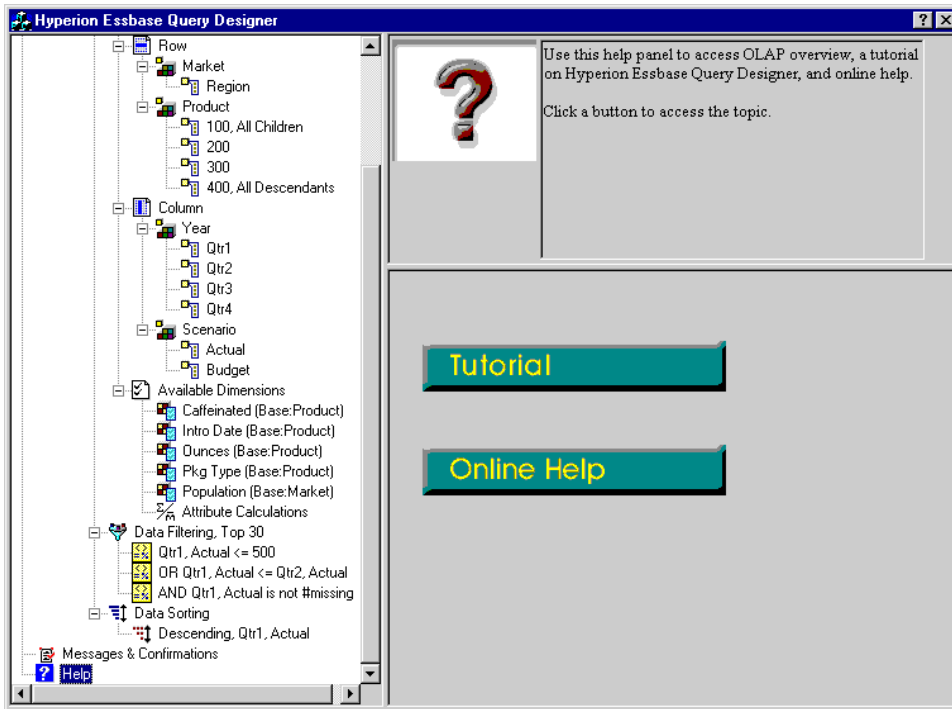 Hyperion Essbase Query Designer
Row
Market
Region
Product
100, All Children
200
300
400, All Descendants
Column
Year
Qtr1
Qtr2
Qtr3
Qtr4
Scenario
Actual
Budget
Available Dimensions
Caffeinated (Base:Product)
Intro Date (Base:Product)
Ounces (Base:Product)
Pkg Type (Base:Product)
Population (Base:Market)
Attribute Calculations
Data Filtering, Top 30
Qtr1, Actual <= 500
OR Qtr1, Actual <= Qtr2, Actual
AND Qtr1, Actual is not #missing
Data Sorting
Descending, Qtr1, Actual
Messages & Confirmations
Help
Use this help panel to access OLAP overview, a tutorial
on Hyperion Essbase Query Designer, and online help.
Click a button to access the topic.
Tutorial
Online Help